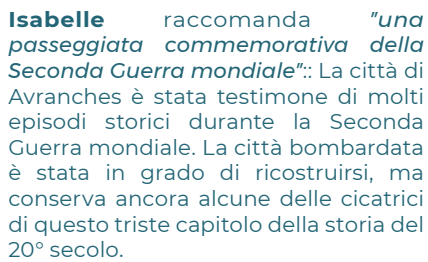 Isabelle raccomanda "una
passeggiata commemorativa della
Seconda Guerra mondiale":: La città di
Avranches è stata testimone di molti
episodi storici durante la Seconda
Guerra mondiale. La città bombardata
è stata in grado di ricostruirsi, ma
conserva ancora alcune delle cicatrici
di questo triste capitolo della storia del
20° secolo.